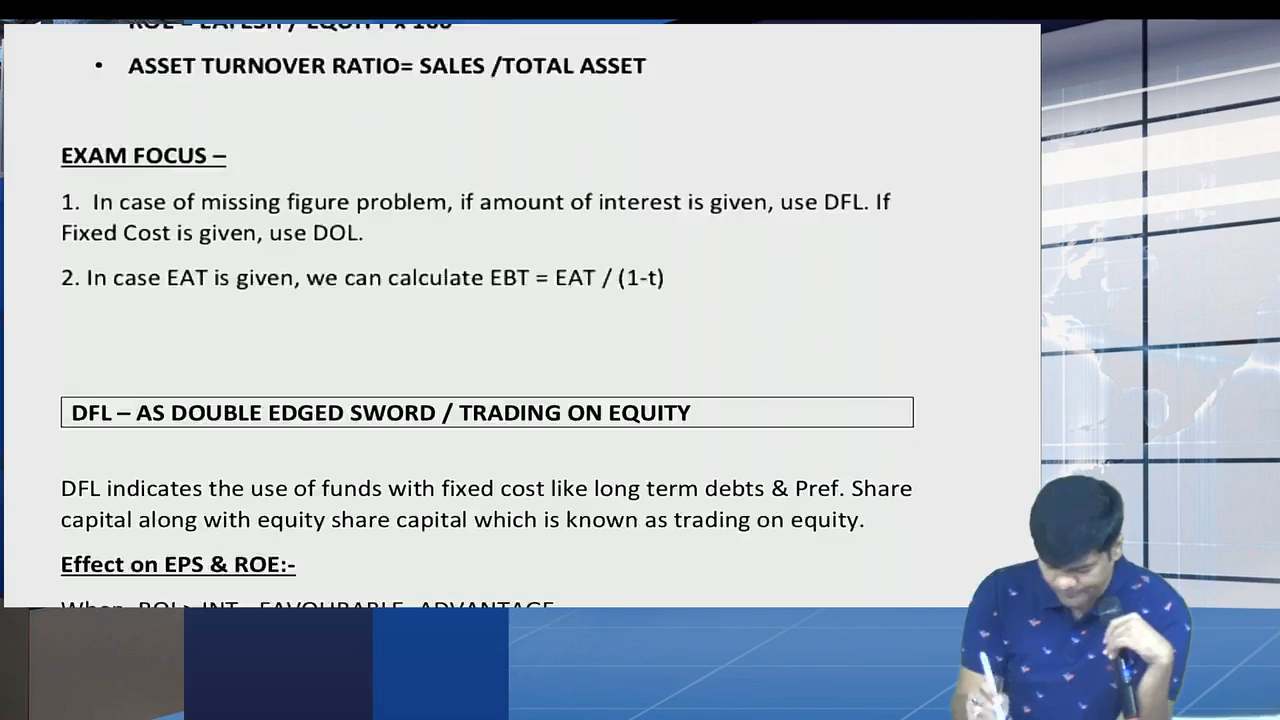 • ASSET TURNOVER RATIO= SALES /TOTAL ASSET
EXAM FOCUS –
1. In case of missing figure problem, if amount of interest is given, use DFL. If
Fixed Cost is given, use DOL.
2. In case EAT is given, we can calculate EBT = EAT / (1-t)
DFL – AS DOUBLE EDGED SWORD / TRADING ON EQUITY
DFL indicates the use of funds with fixed cost like long term debts & Pref. Share
capital along with equity share capital which is known as trading on equity.
Effect on EPS & ROE:-